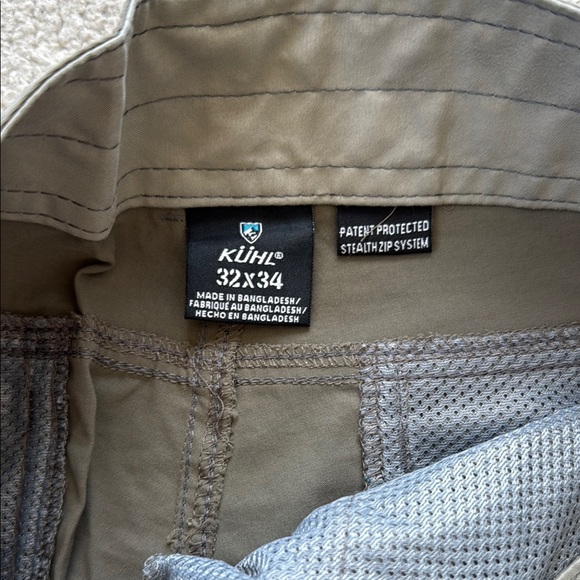 KÜHL®
32X34
MADE IN BANGLADESH/
FABRIQUÉ AU BANGLADESH/
HECHO EN BANGLADESH
PATENT PROTECTED
STEALTH ZIP SYSTEM